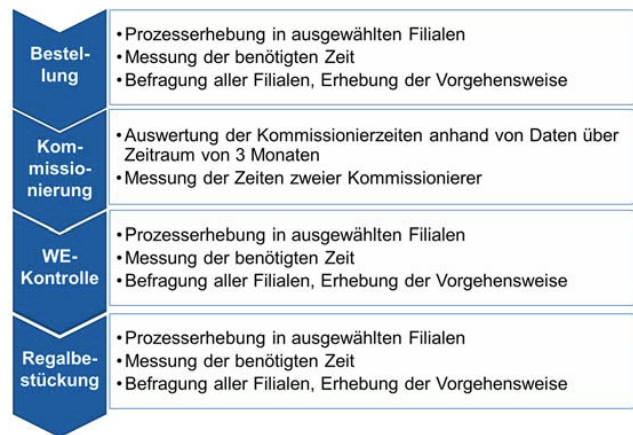 Bestel-
lung
•Prozesserhebung in ausgewählten Filialen
•Messung der benötigten Zeit
•Befragung aller Filialen, Erhebung der Vorgehensweise
Kom-
missio-
nierung
•Auswertung der Kommissionierzeiten anhand von Daten über
Zeitraum von 3 Monaten
•Messung der Zeiten zweier Kommissionierer
WE-
Kontrolle
•Prozesserhebung in ausgewählten Filialen
•Messung der benötigten Zeit
•Befragung aller Filialen, Erhebung der Vorgehensweise
Regalbe-
stückung
•Prozesserhebung in ausgewählten Filialen
•Messung der benötigten Zeit
•Befragung aller Filialen, Erhebung der Vorgehensweise